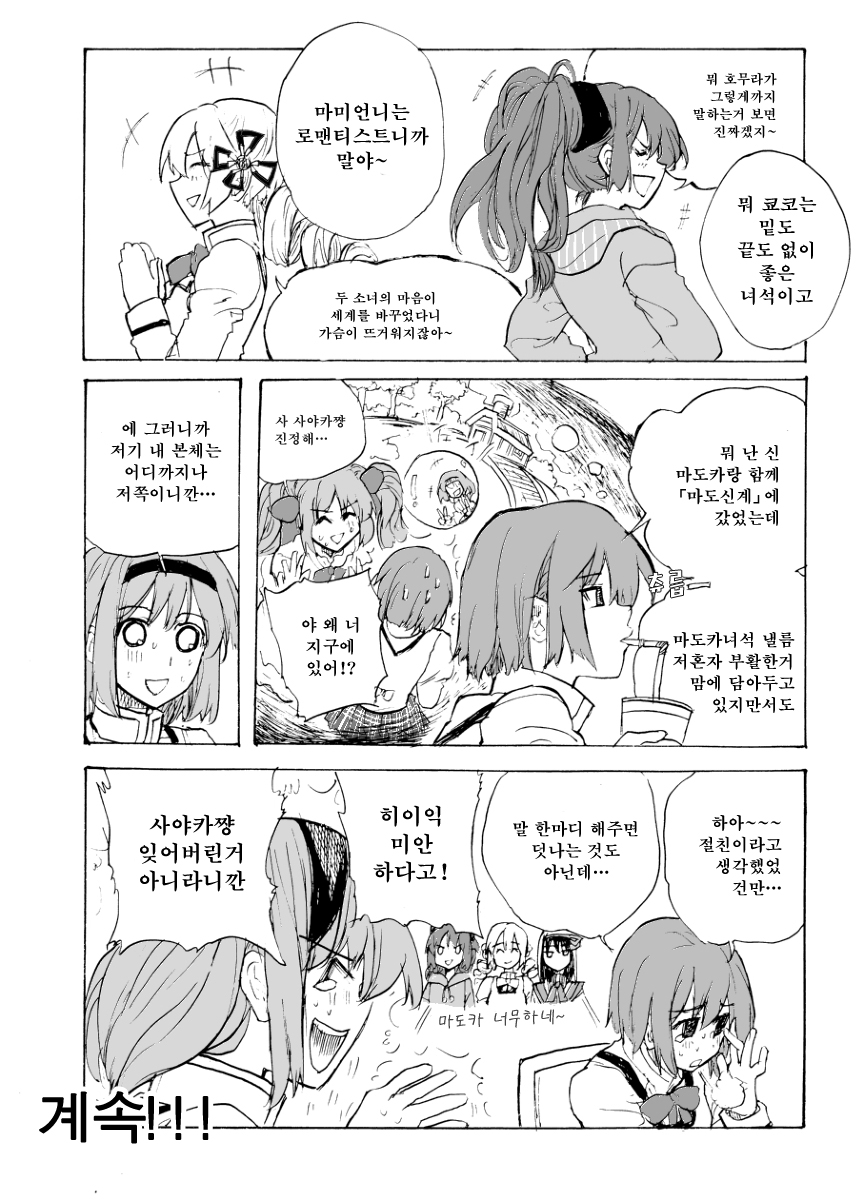 뭐 호무라가
그렇게까지
말하는거 보면
진짜겠지~
뭐 쿄코는
밑도
끝도 없이
좋은
녀석이고
마미언니는
로맨티스트니까
말야~
두 소녀의 마음이
세계를 바꾸었다니
가슴이 뜨거워지잖아~
뭐 난 신
마도카랑 함께
「마도신계」에
갔었는데
츄릅ㅡ
마도카녀석 낼름
저혼자 부활한거
맘에 담아두고
있지만서도
사 사야카쨩
진정해…
야 왜 너
지구에
있어!?
에 그러니까
저기 내 본체는
어디까지나
저쪽이니깐…
하아~~~
절친이라고
생각했었
건만…
말 한마디 해주면
덧나는 것도
아닌데…
마도카 너무하네~
히이익
미안
하다고!
사야카쨩
잊어버린거
아니라니깐
계속!!!